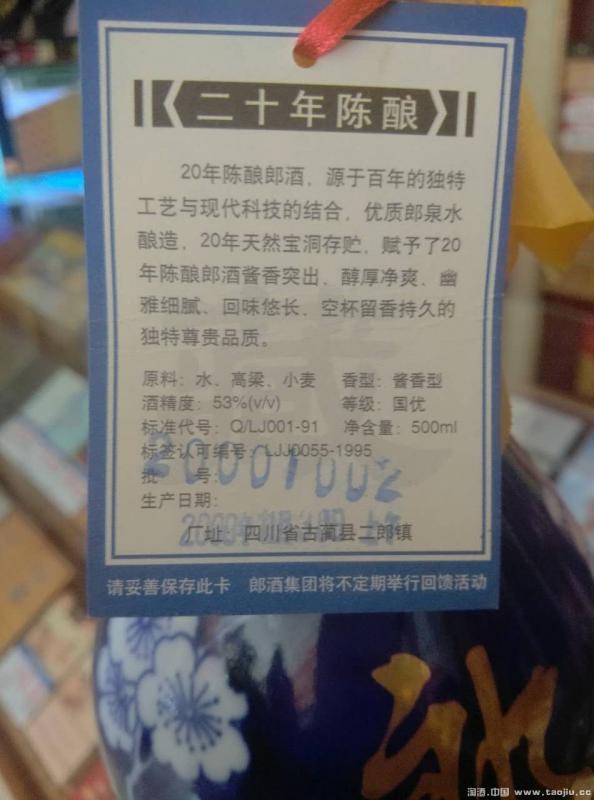 二十年陈酿
20年陈酿郎酒，源于百年的独特
工艺与现代科技的结合，优质郎泉水
酿造，20年天然宝洞存贮，赋予了20
年陈酿郎酒酱香突出、醇厚净爽、幽
雅细腻、回味悠长、空杯留香持久的
独特尊贵品质。
原料：水、高粱、小麦 香型：酱香型
酒精度：53%(v/v) 等级：国优
标准代号：Q/LJ001-91 净含量：500ml
标签认可编号：LJJ0055-1995
批 号：
20001002
生产日期：
厂址：四川省古蔺县二郎镇
请妥善保存此卡 郎酒集团将不定期举行回馈活动
淘酒.中国 www.taojiu.cc